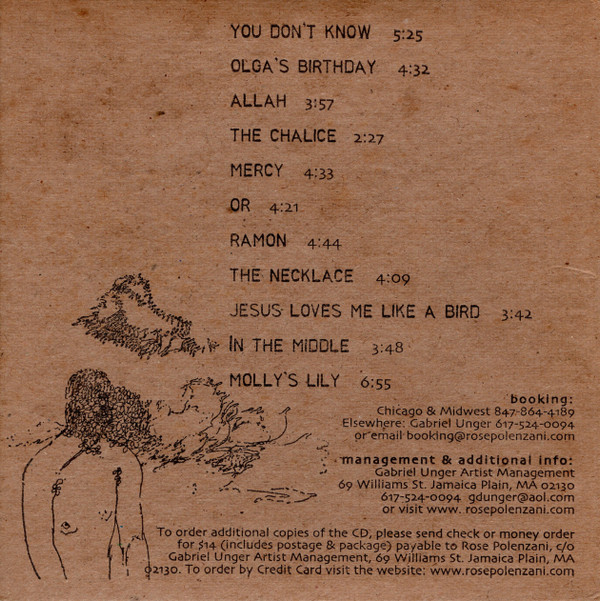 YOU DON'T KNOW 5:25
OLGA'S BIRTHDAY 4:32
ALLAH 3:57
THE CHALICE 2:27
MERCY 4:33
OR 4:21
RAMON 4:44
THE NECKLACE 4:09
JESUS LOVES ME LIKE A BIRD 3:42
IN THE MIDDLE 3:48
MOLLY'S LILY 6:55
booking:
Chicago & Midwest 847-864-4189
Elsewhere: Gabriel Unger 617-524-0094
or email booking@rosepolenzani.com
management & additional info:
Gabriel Unger Artist Management
69 Williams St. Jamaica Plain, MA 02130
617-524-0094 gdunger@aol.com
or visit www. rosepolenzani.com
To order additional copies of the CD, please send check or money order
for $14 (includes postage & package) payable to Rose Polenzani, c/o
Gabriel Unger Artist Management, 69 Williams St. Jamaica Plain, MA
02130. To order by Credit Card visit the website: www.rosepolenzani.com